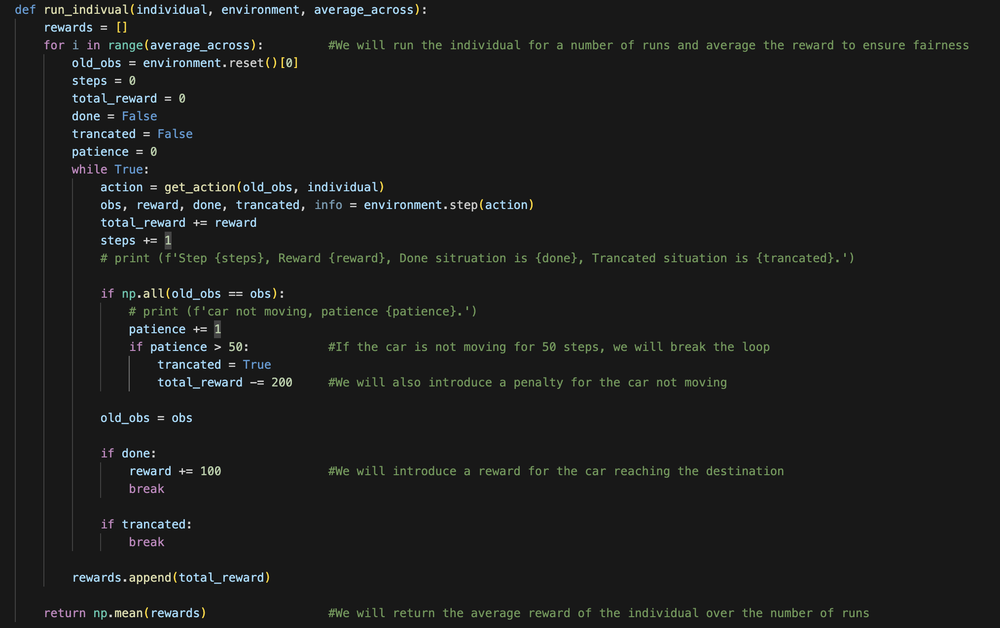 def run_indivual(individual, environment, average_across):
    rewards = []
    for i in range(average_across):         #We will run the individual for a number of runs and average the reward to ensure fairness
        old_obs = environment.reset()[0]
        steps = 0
        total_reward = 0
        done = False
        trancated = False
        patience = 0
        while True:
            action = get_action(old_obs, individual)
            obs, reward, done, trancated, info = environment.step(action)
            total_reward += reward
            steps += 1
            # print (f'Step {steps}, Reward {reward}, Done sitruation is {done}, Trancated situation is {trancated}.')

            if np.all(old_obs == obs):
                # print (f'car not moving, patience {patience}.')
                patience += 1
                if patience > 50:           #If the car is not moving for 50 steps, we will break the loop
                    trancated = True
                    total_reward -= 200     #We will also introduce a penalty for the car not moving

            old_obs = obs

            if done:
                reward += 100               #We will introduce a reward for the car reaching the destination
                break

            if trancated:
                break

        rewards.append(total_reward)

    return np.mean(rewards)                 #We will return the average reward of the individual over the number of runs